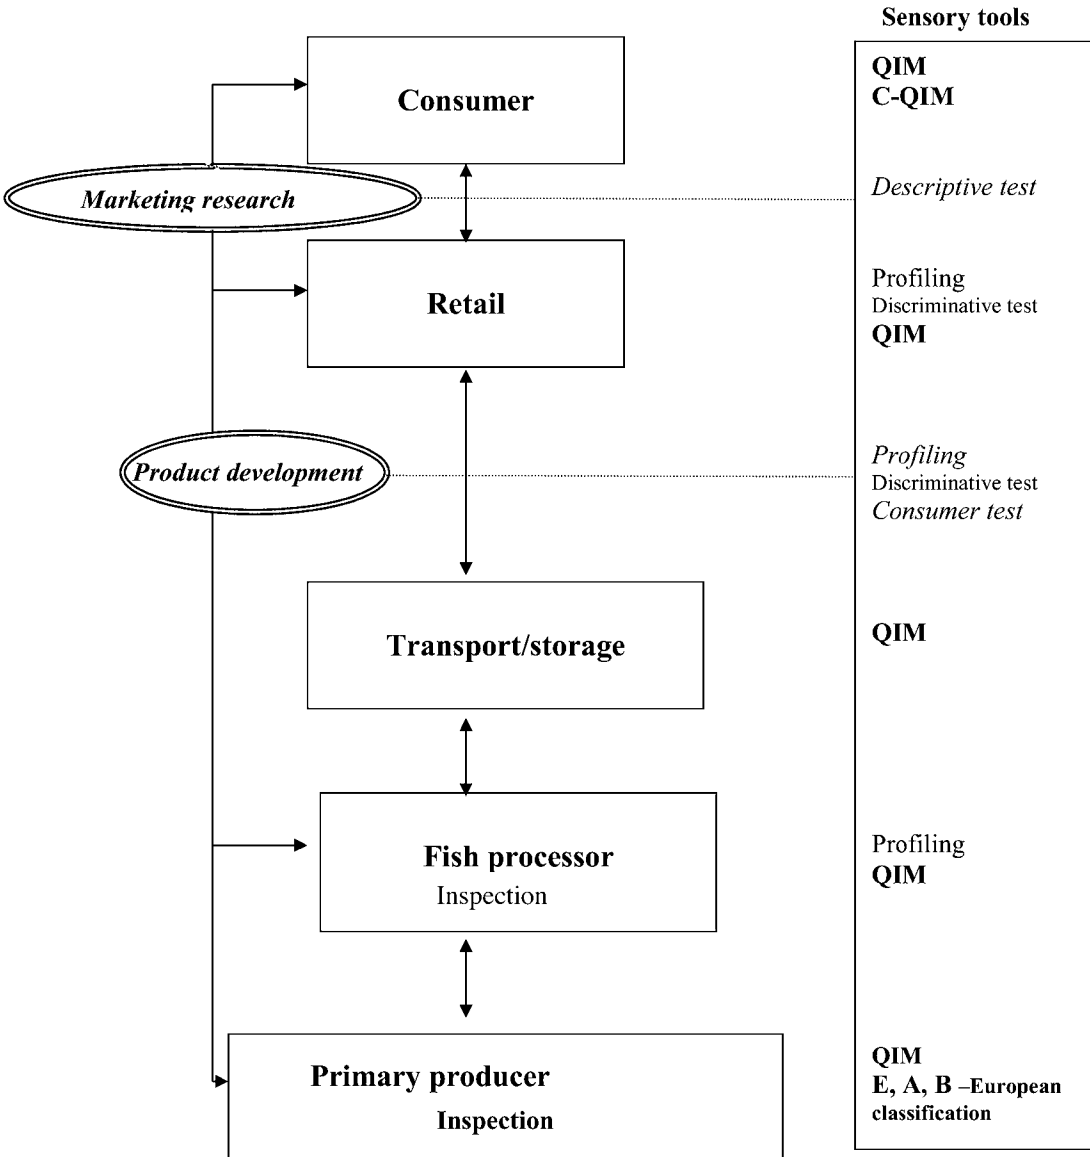 Sensory tools
Consumer
QIM
C-QIM
Marketing research
Descriptive test
Retail
Profiling
Discriminative test
QIM
Product development
Profiling
Discriminative test
Consumer test
Transport/storage
QIM
Fish processor
Inspection
Profiling
QIM
Primary producer
Inspection
QIM
E, A, B –European
classification